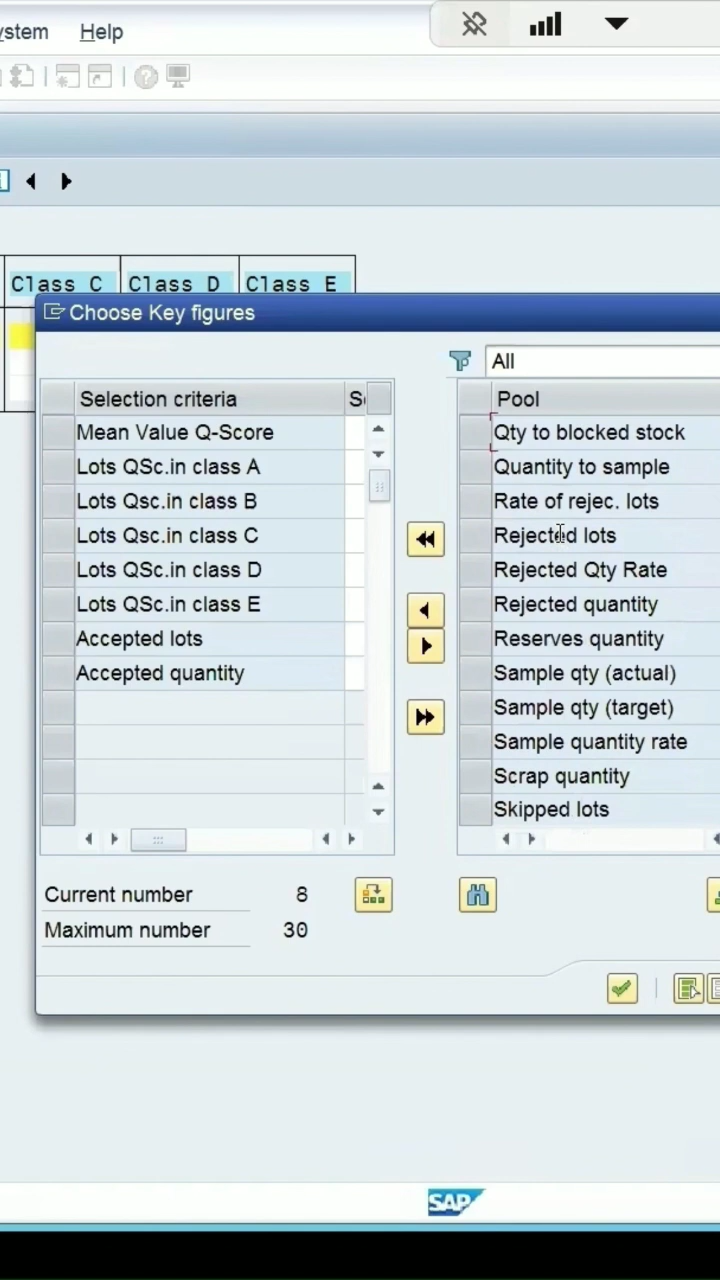 ystem Help
Class C Class D Class E
Choose Key figures
All
Selection criteria
Mean Value Q-Score
Lots QSc.in class A
Lots Qsc.in class B
Lots Qsc.in class C
Lots QSc.in class D
Lots QSc.in class E
Accepted lots
Accepted quantity
Pool
Qty to blocked stock
Quantity to sample
Rate of rejec. lots
Rejected lots
Rejected Qty Rate
Rejected quantity
Reserves quantity
Sample qty (actual)
Sample qty (target)
Sample quantity rate
Scrap quantity
Skipped lots
Current number 8
Maximum number 30
SAP